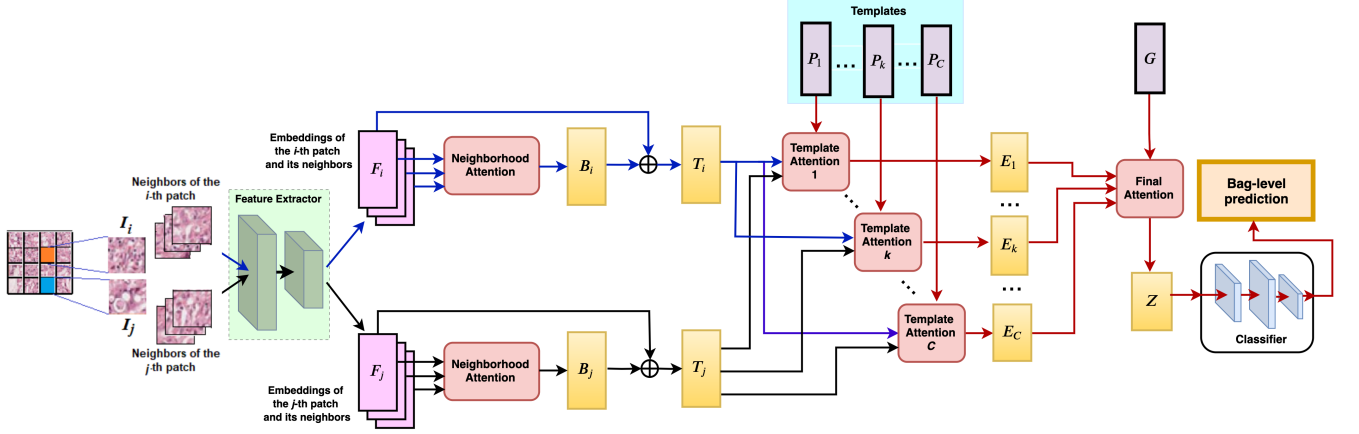 Templates
P1
...
Pk
...
PC
G
Embeddings of
the i-th patch
and its neighbors
Fi
Neighborhood
Attention
Bi
Ti
Template
Attention
1
E1
...
Final
Attention
Bag-level
prediction
Neighbors of the
i-th patch
Feature Extractor
Ii
Template
Attention
k
Ek
...
Ij
Neighbors of the
j-th patch
Template
Attention
C
EC
Z
Classifier
Fj
Neighborhood
Attention
Bj
Tj
Embeddings of
the j-th patch
and its neighbors